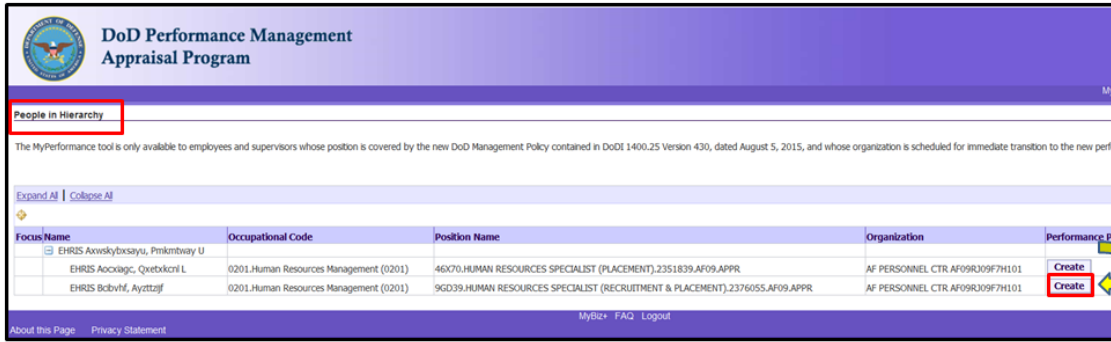 DoD Performance Management
Appraisal Program
People in Hierarchy
The MyPerformance tool is only available to employees and supervisors whose position is covered by the new DoD Management Policy contained in DoDI 1400.25 Version 430, dated August 5, 2015, and whose organization is scheduled for immediate transition to the new
Expand All | Collapse All
Focus Name Occupational Code Position Name Organization Performance
EHRIS Axwskybxsayu, Pmkmtway U
EHRIS Aocxiagc, Qxetxkcnl L 0201.Human Resources Management (0201) 46X70.HUMAN RESOURCES SPECIALIST (PLACEMENT).2351839.AF09.APPR AF PERSONNEL CTR AF09RJ09F7H101 Create
EHRIS Bcibvhf, Ayzttzijf 0201.Human Resources Management (0201) 9GD39.HUMAN RESOURCES SPECIALIST (RECRUITMENT & PLACEMENT).2376055.AF09.APPR AF PERSONNEL CTR AF09RJ09F7H101 Create
MyBiz+ FAQ Logout
About this Page Privacy Statement